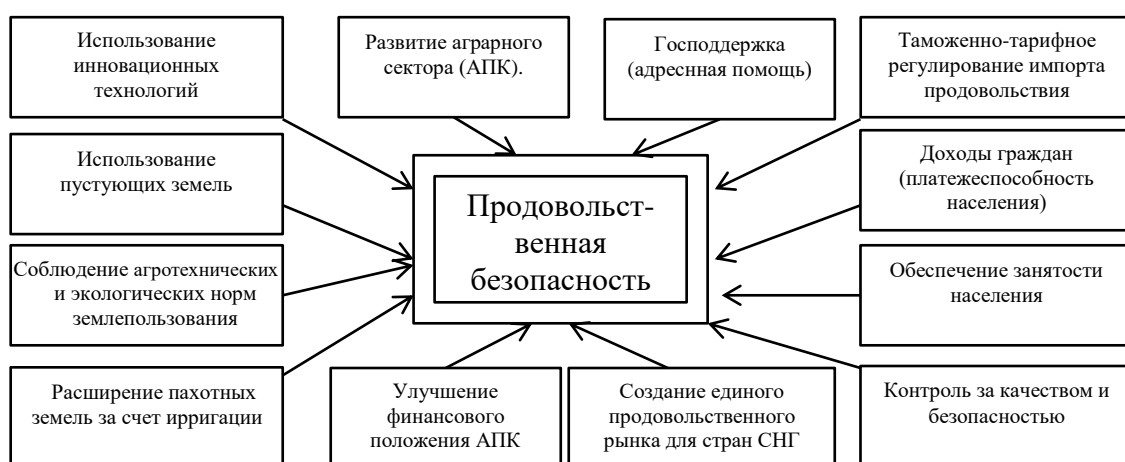 Использование
инновационных
технологий
Развитие аграрного
сектора (АПК).
Господдержка
(адреснная помощь)
Таможенно-тарифное
регулирование импорта
продовольствия
Использование
пустующих земель
Продовольст-
венная
безопасность
Доходы граждан
(платежеспособность
населения)
Соблюдение агротехнических
и экологических норм
землепользования
Обеспечение занятости
населения
Расширение пахотных
земель за счет ирригации
Улучшение
финансового
положения АПК
Создание единого
продовольственного
рынка для стран СНГ
Контроль за качеством и
безопасностью